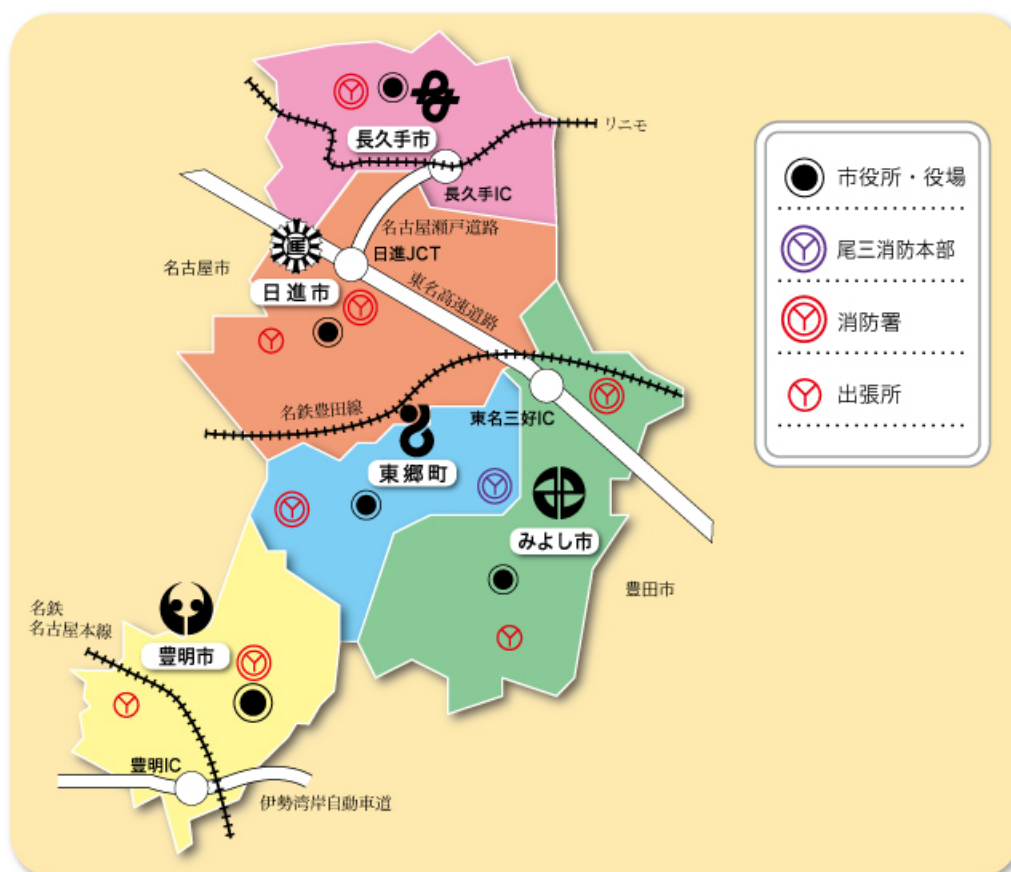 リニモ
長久手市
長久手IC
名古屋瀬戸道路
日進JCT
名古屋市
日進市
東名高速道路
名鉄豊田線
東名三好IC
東郷町
みよし市
豊田市
名鉄
名古屋本線
豊明市
豊明IC
伊勢湾岸自動車道
市役所・役場
尾三消防本部
消防署
出張所